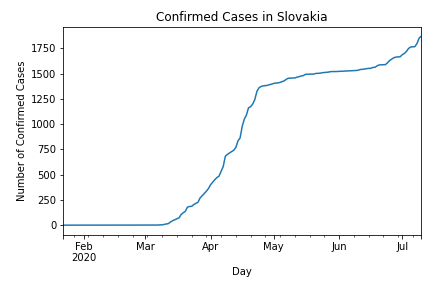 Confirmed Cases in Slovakia
Number of Confirmed Cases
1750
1500
1250
1000
750
500
250
0
Feb Mar Apr May Jun Jul
2020
Day